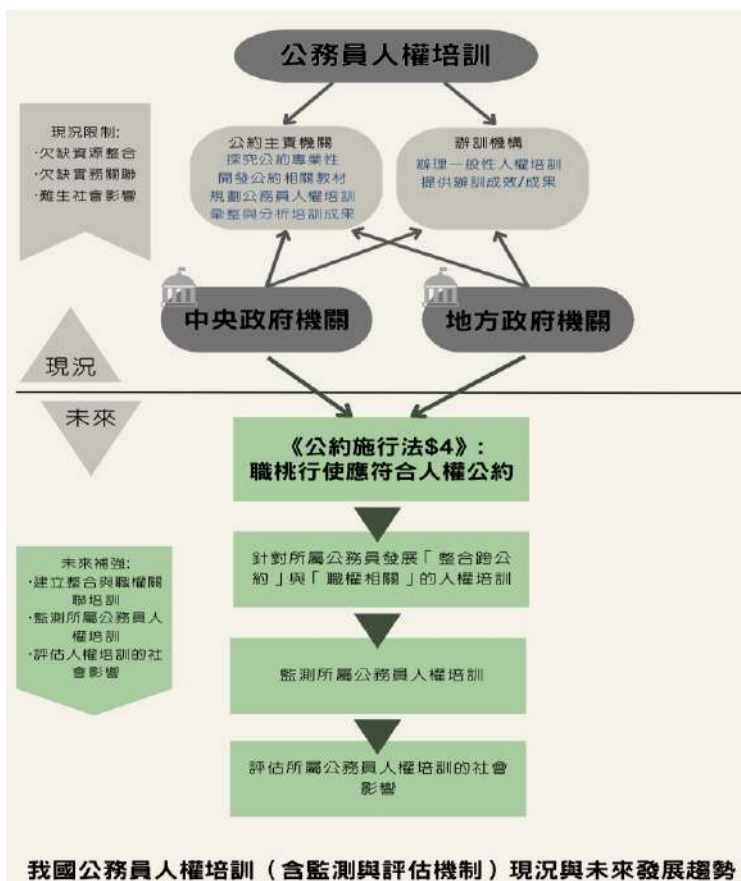 公務員人權培訓
現況限制:
·欠缺資源整合
·欠缺實務關聯
·難生社會影響
公約主責機關
探究公約專業性
開發公約相關教材
規劃公務員人權培訓
彙整與分析培訓成果
辦訓機構
辦理一般性人權培訓
提供辦訓成效/成果
中央政府機關
地方政府機關
現況
未來
《公約施行法$4》:
職桃行使應符合人權公約
針對所屬公務員發展「整合跨公
約」與「職權相關」的人權培訓
未來補強:
·建立整合與職權關
聯培訓
·監測所屬公務員人
權培訓
·評估人權培訓的社
會影響
監測所屬公務員人權培訓
評估所屬公務員人權培訓的社會
影響
我國公務員人權培訓（含監測與評估機制）現況與未來發展趨勢